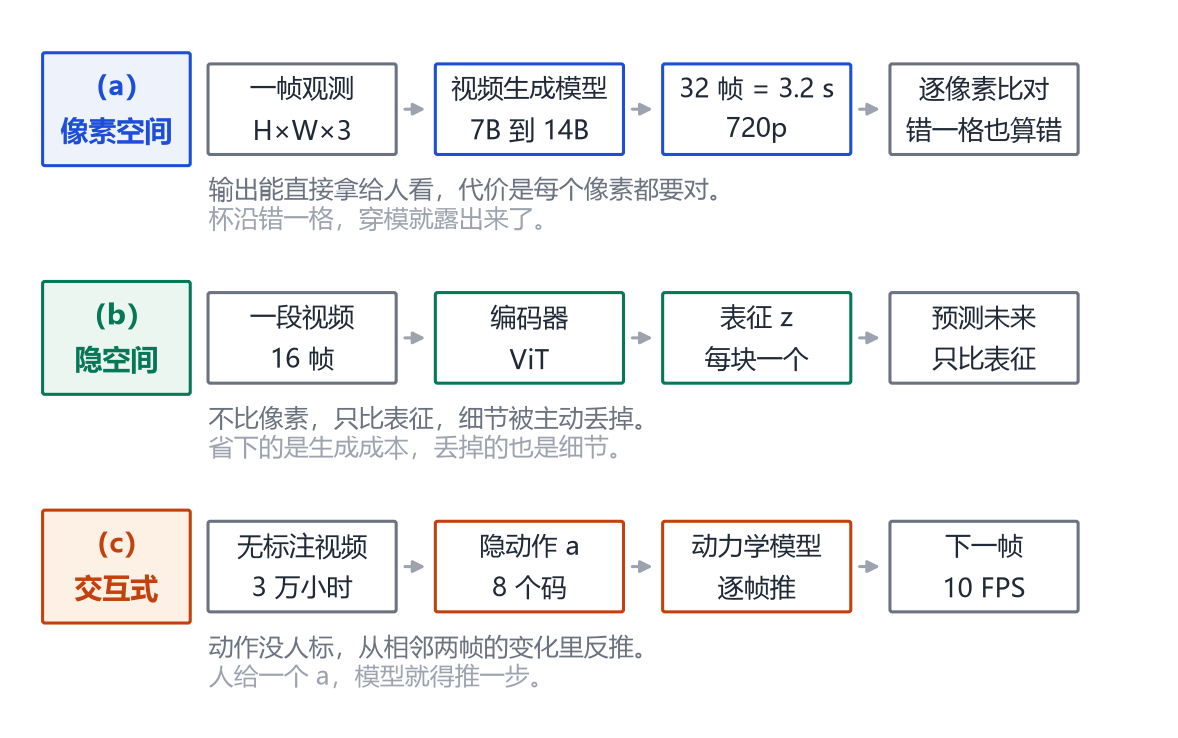 (a)
像素空间
一帧观测
H×W×3
视频生成模型
7B 到 14B
32 帧 = 3.2 s
720p
逐像素比对
错一格也算错
输出能直接拿给人看，代价是每个像素都要对。
杯沿错一格，穿模就露出来了。
(b)
隐空间
一段视频
16 帧
编码器
ViT
表征 z
每块一个
预测未来
只比表征
不比像素，只比表征，细节被主动丢掉。
省下的是生成成本，丢掉的也是细节。
(c)
交互式
无标注视频
3 万小时
隐动作 a
8 个码
动力学模型
逐帧推
下一帧
10 FPS
动作没人标，从相邻两帧的变化里反推。
人给一个 a，模型就得推一步。